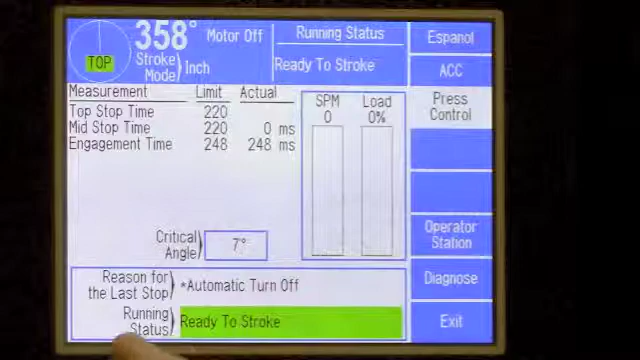 358° Motor Off
TOP
Stroke Mode) Inch
Running Status
Ready To Stroke
Espanol
ACC
Press
Control
Measurement Limit Actual
Top Stop Time 220
Mid Stop Time 220 0 ms
Engagement Time 248 248 ms
SPM Load
0 0%
Critical
Angle) 7°
Operator
Station
Diagnose
Exit
Reason for
the Last Stop) *Automatic Turn Off
Running
Status) Ready To Stroke